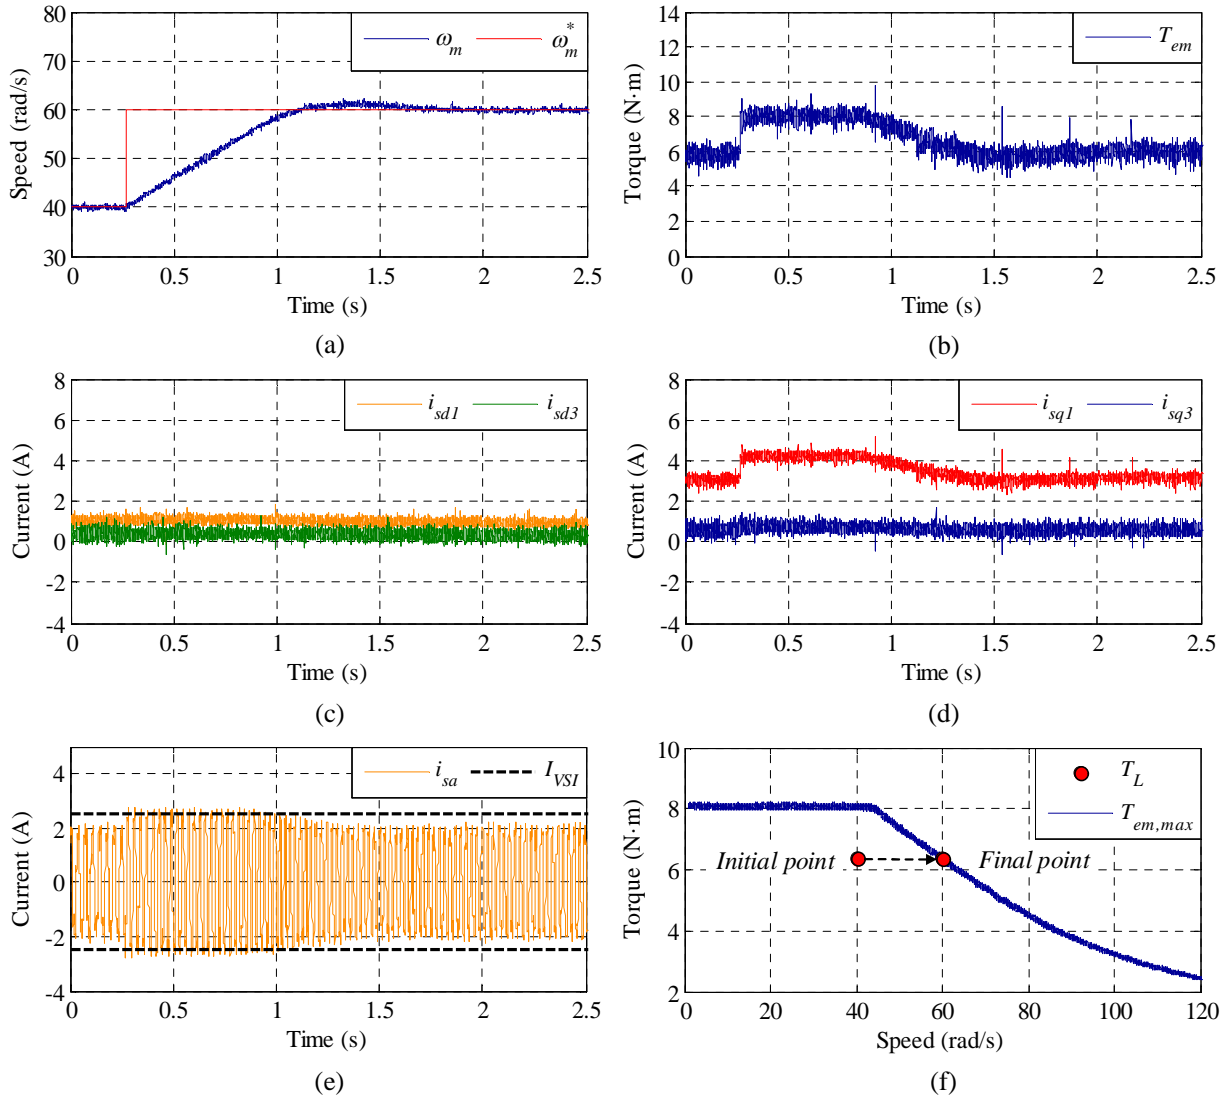 80
70
60
50
40
30
Speed (rad/s)
ω_m ω_m^*
0 0.5 1 1.5 2 2.5
Time (s)
(a)
14
12
10
8
6
4
2
0
Torque (N·m)
T_em
0 0.5 1 1.5 2 2.5
Time (s)
(b)
8
6
4
2
0
-2
-4
Current (A)
i_sd1 i_sd3
0 0.5 1 1.5 2 2.5
Time (s)
(c)
8
6
4
2
0
-2
-4
Current (A)
i_sq1 i_sq3
0 0.5 1 1.5 2 2.5
Time (s)
(d)
4
2
0
-2
-4
Current (A)
i_sa I_VSI
0 0.5 1 1.5 2 2.5
Time (s)
(e)
10
8
6
4
2
Torque (N·m)
T_L
T_em,max
Initial point Final point
0 20 40 60 80 100 120
Speed (rad/s)
(f)